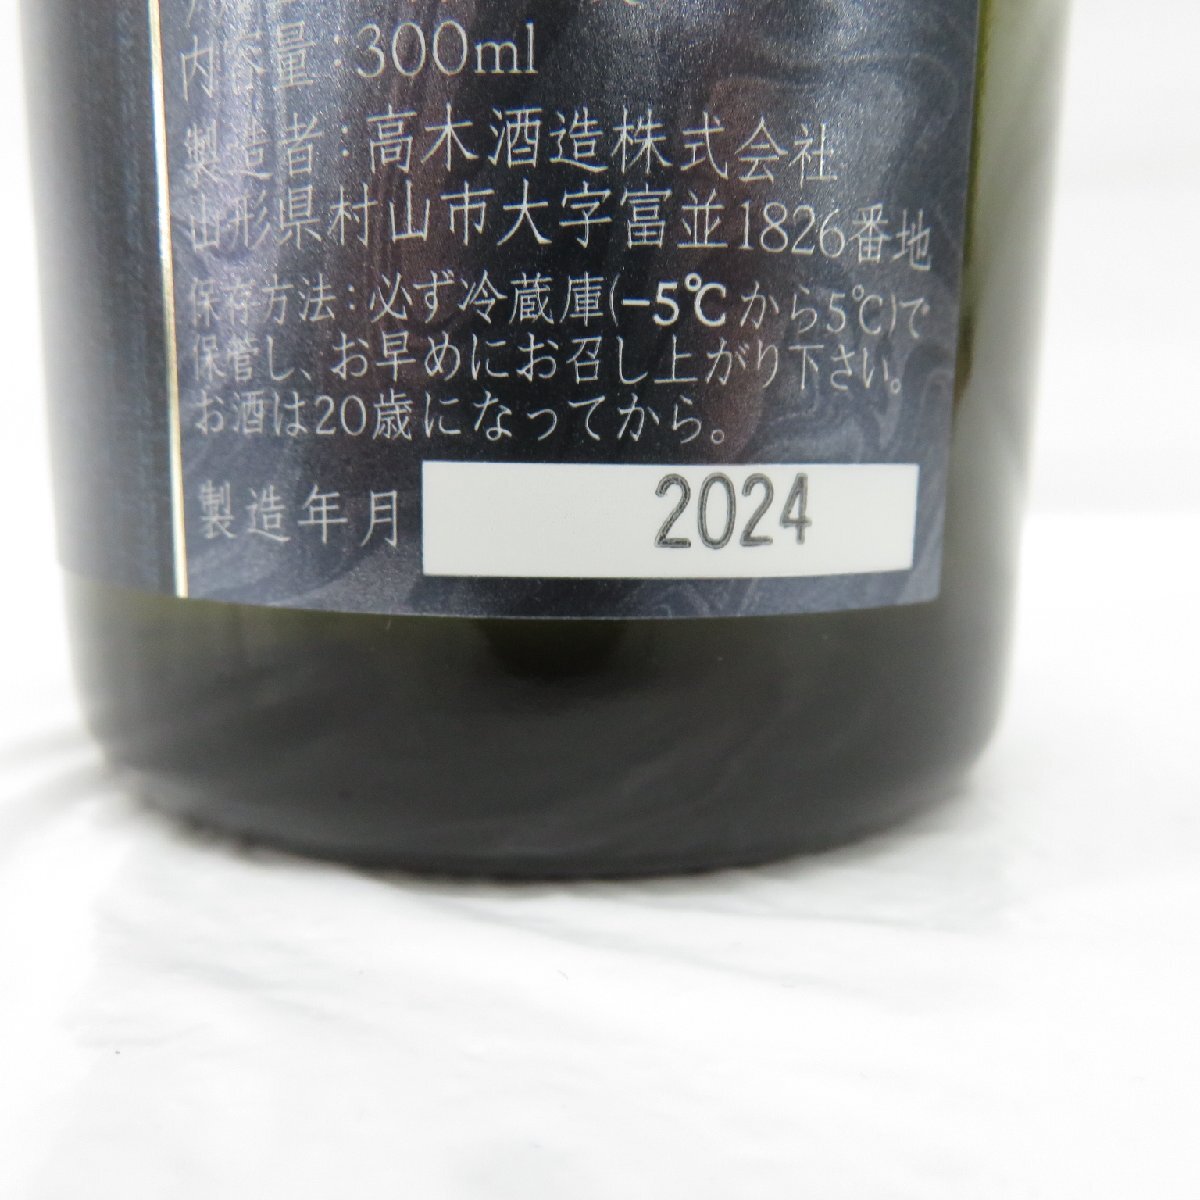 内容量:300ml
製造者:高木酒造株式会社
山形県村山市大字富並1826番地
保存方法:必ず冷蔵庫(-5℃から5℃)で
保管し、お早めにお召し上がり下さい。
お酒は20歳になってから。
製造年月 2024